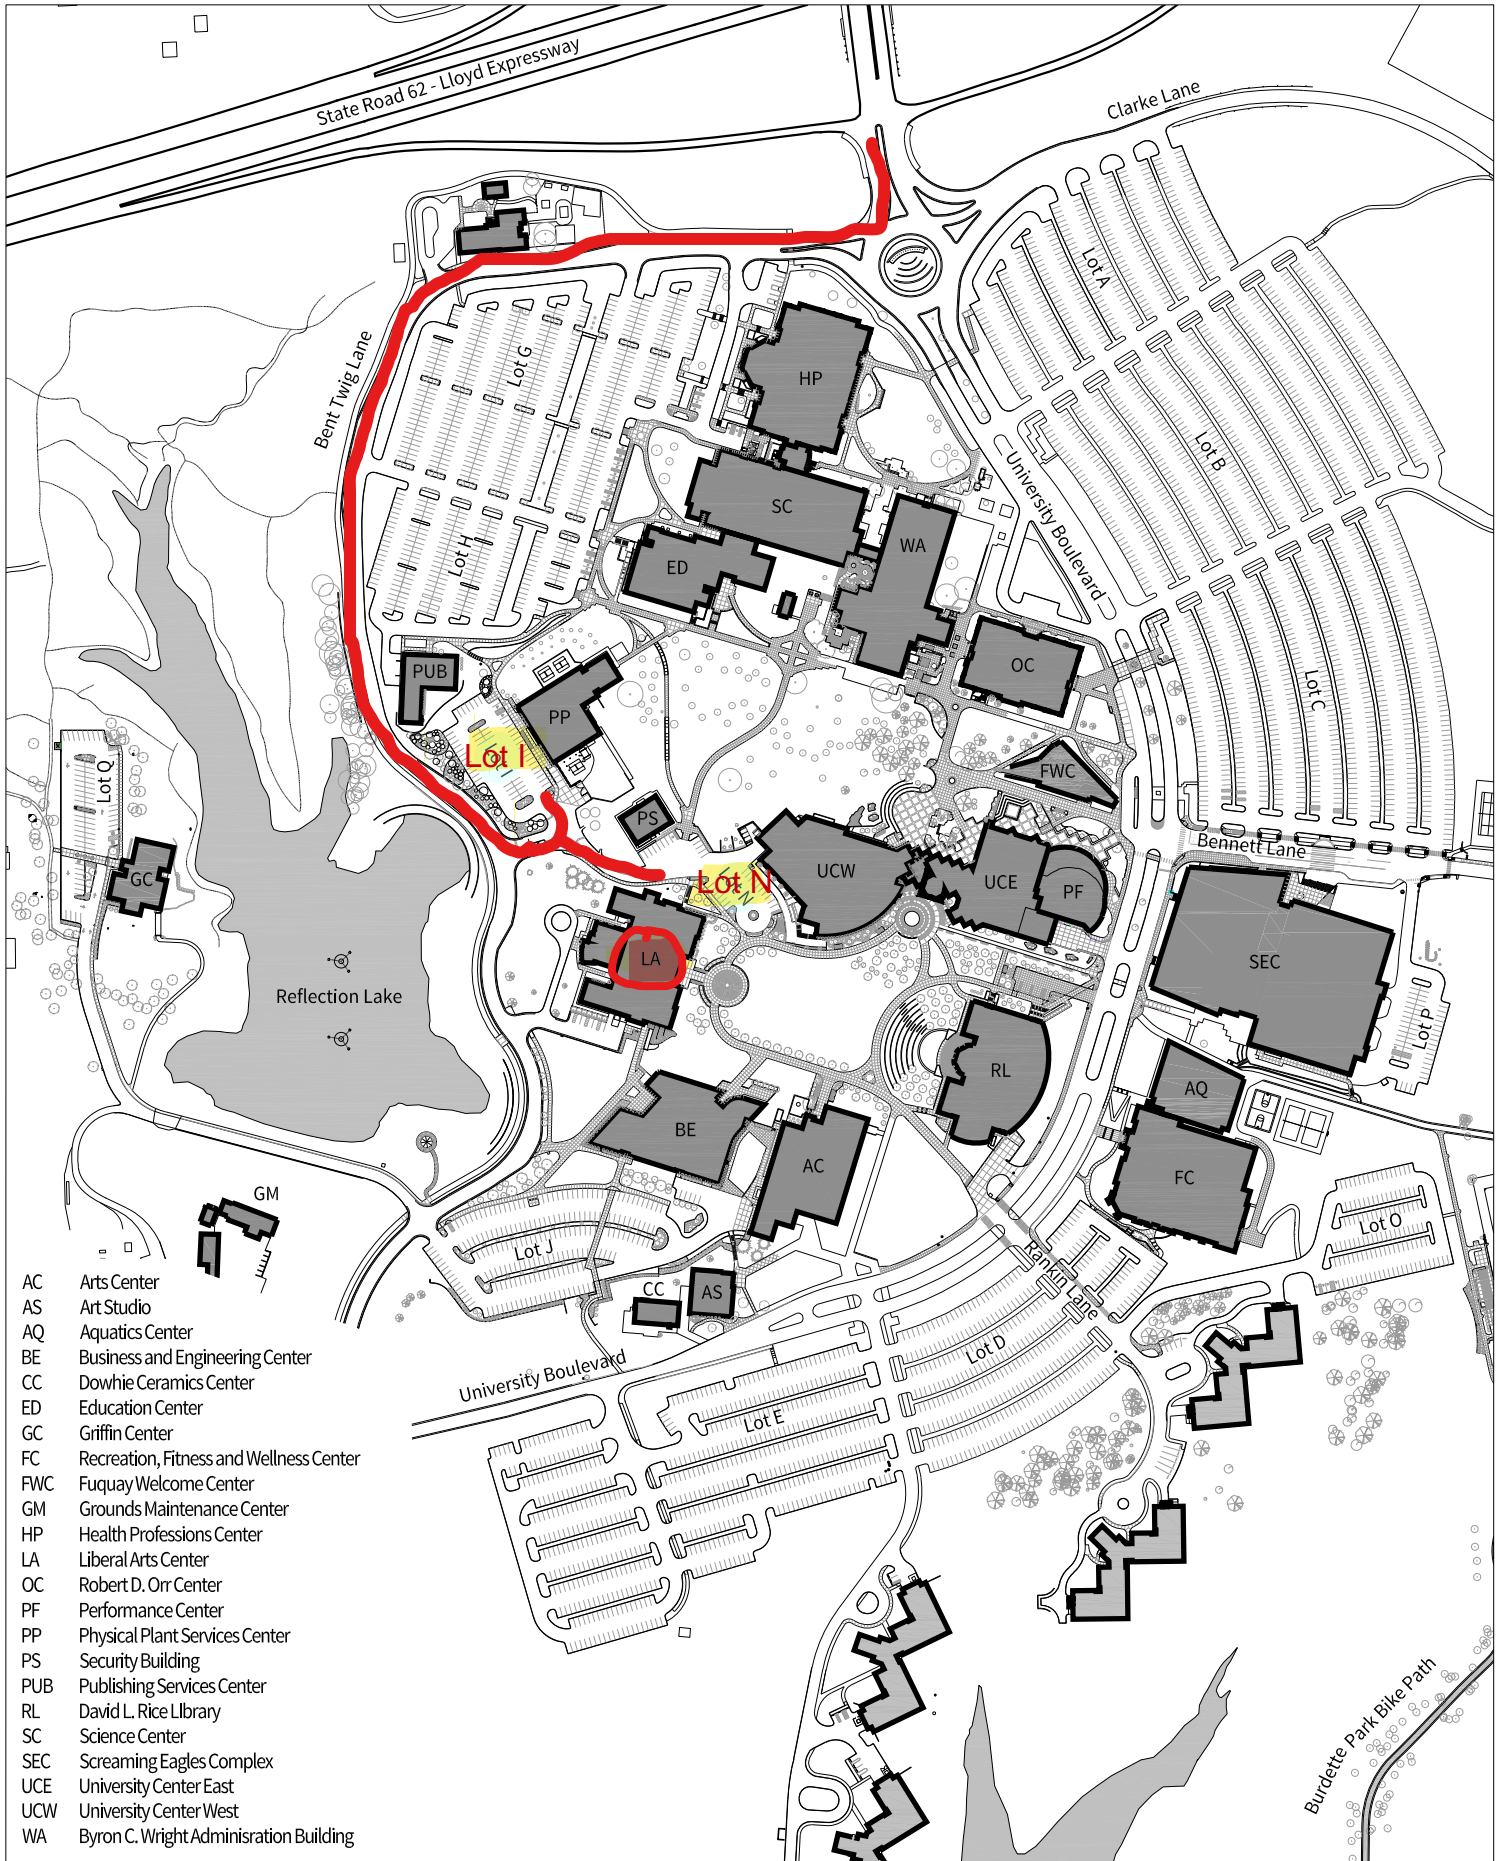 State Road 62 - Lloyd Expressway
Clarke Lane
Lot A
Bent Twig Lane
Lot G
HP
Lot B
University Boulevard
SC
Lot H
WA
ED
OC
PUB
Lot C
PP
Lot I
FWC
Lot Q
PS
Bennett Lane
UCW
UCE
PF
Lot N
GC
LA
SEC
Reflection Lake
Lot P
RL
AQ
BE
AC
FC
GM
Lot O
Lot J
Rankin Lane
CC
AS
Lot D
University Boulevard
Lot E
Burdette Park Bike Path
AC Arts Center
AS Art Studio
AQ Aquatics Center
BE Business and Engineering Center
CC Dowhie Ceramics Center
ED Education Center
GC Griffin Center
FC Recreation, Fitness and Wellness Center
FWC Fuquay Welcome Center
GM Grounds Maintenance Center
HP Health Professions Center
LA Liberal Arts Center
OC Robert D. Orr Center
PF Performance Center
PP Physical Plant Services Center
PS Security Building
PUB Publishing Services Center
RL David L. Rice LIbrary
SC Science Center
SEC Screaming Eagles Complex
UCE University Center East
UCW University Center West
WA Byron C. Wright Adminisration Building